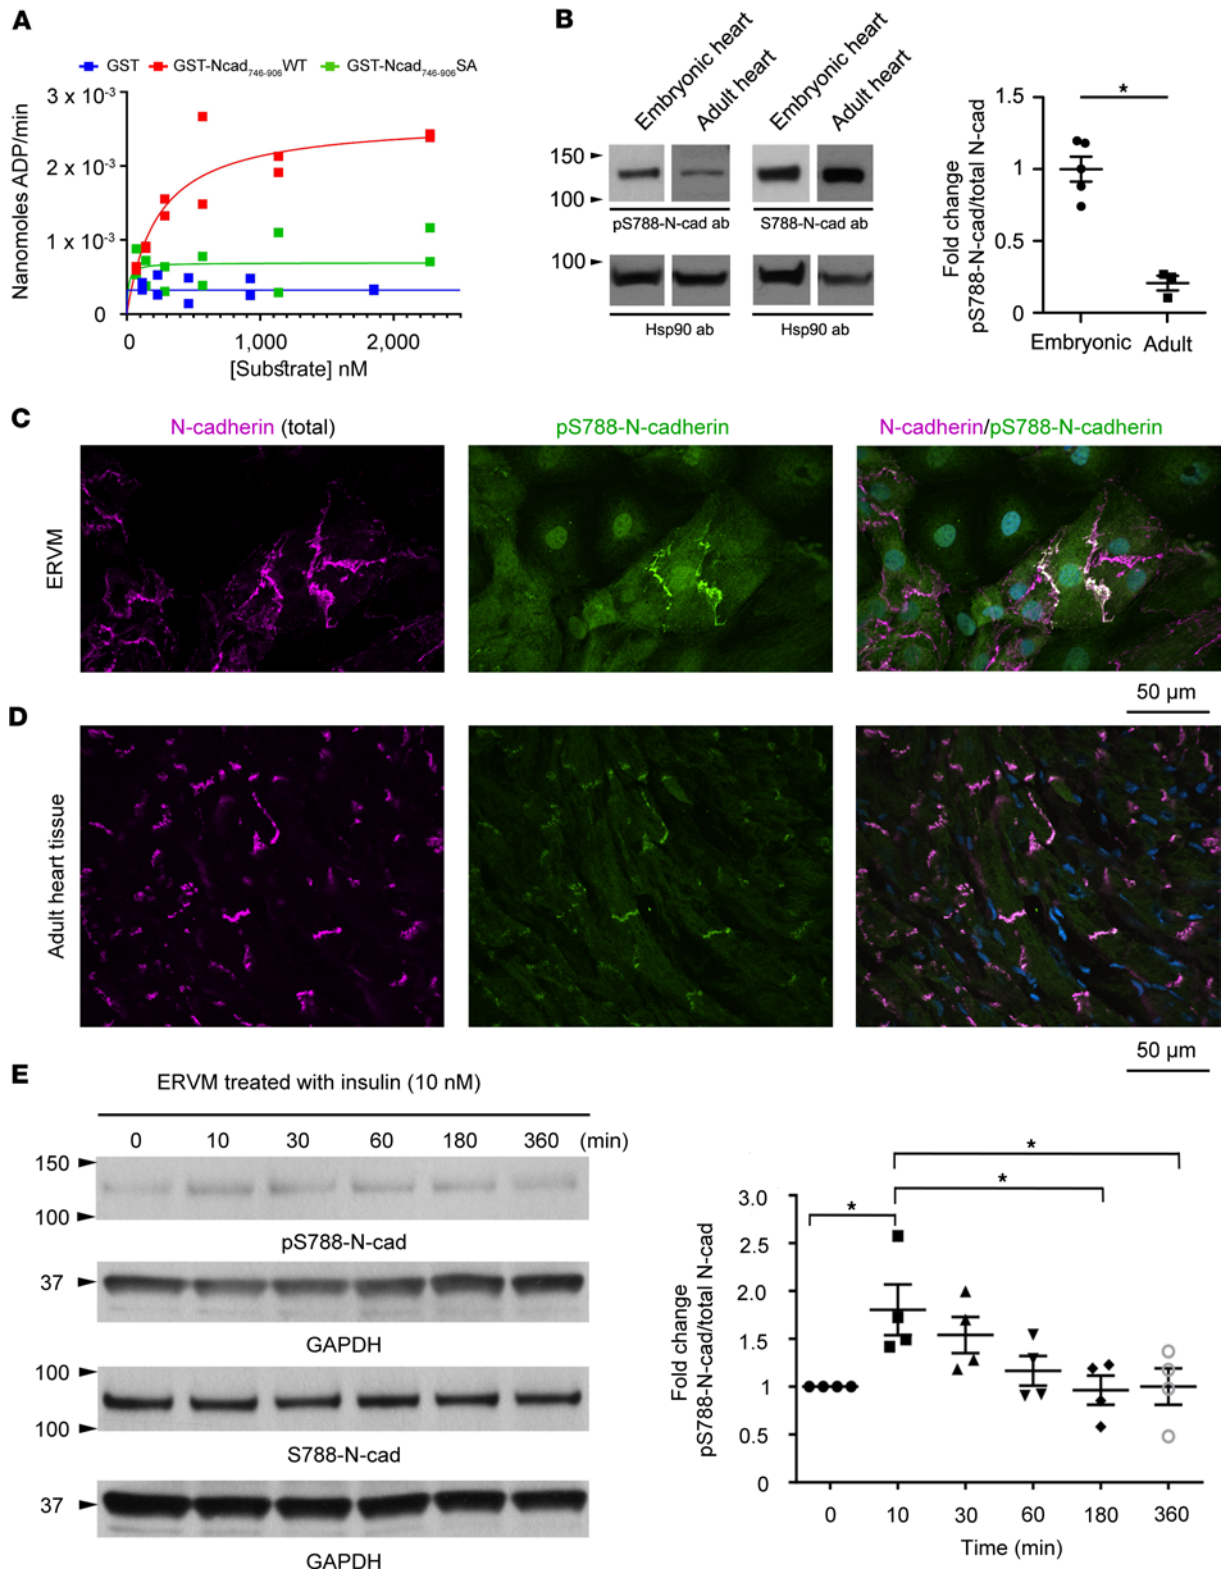 A
GST GST-Ncad746-906WT GST-Ncad746-906SA
Nanomoles ADP/min
3 x 10-3
2 x 10-3
1 x 10-3
0
0 1,000 2,000
[Substrate] nM
B
Embryonic heart Adult heart Embryonic heart Adult heart
150
100
pS788-N-cad ab S788-N-cad ab
100
Hsp90 ab Hsp90 ab
Fold change
pS788-N-cad/total N-cad
1.5
1
0.5
0
*
Embryonic Adult
C
N-cadherin (total) pS788-N-cadherin N-cadherin/pS788-N-cadherin
ERVM
50 µm
D
Adult heart tissue
50 µm
E
ERVM treated with insulin (10 nM)
0 10 30 60 180 360 (min)
150
100
pS788-N-cad
37
GAPDH
100
100
S788-N-cad
37
GAPDH
Fold change
pS788-N-cad/total N-cad
3.0
2.5
2.0
1.5
1
0.5
0
*
*
*
0 10 30 60 180 360
Time (min)